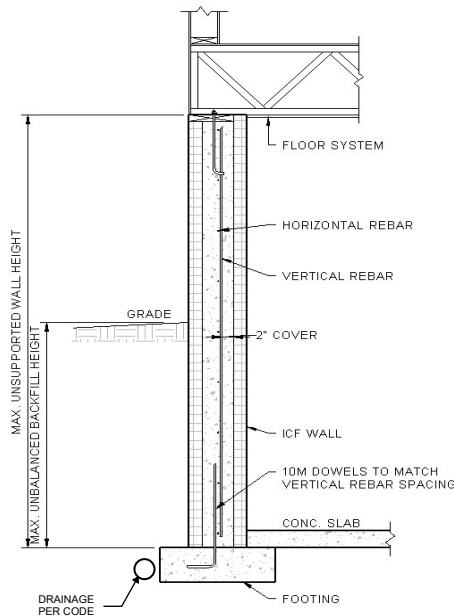 FLOOR SYSTEM
HORIZONTAL REBAR
VERTICAL REBAR
MAX. UNSUPPORTED WALL HEIGHT
GRADE
2" COVER
MAX. UNBALANCED BACKFILL HEIGHT
ICF WALL
10M DOWELS TO MATCH
VERTICAL REBAR SPACING
CONC. SLAB
DRAINAGE
PER CODE
FOOTING